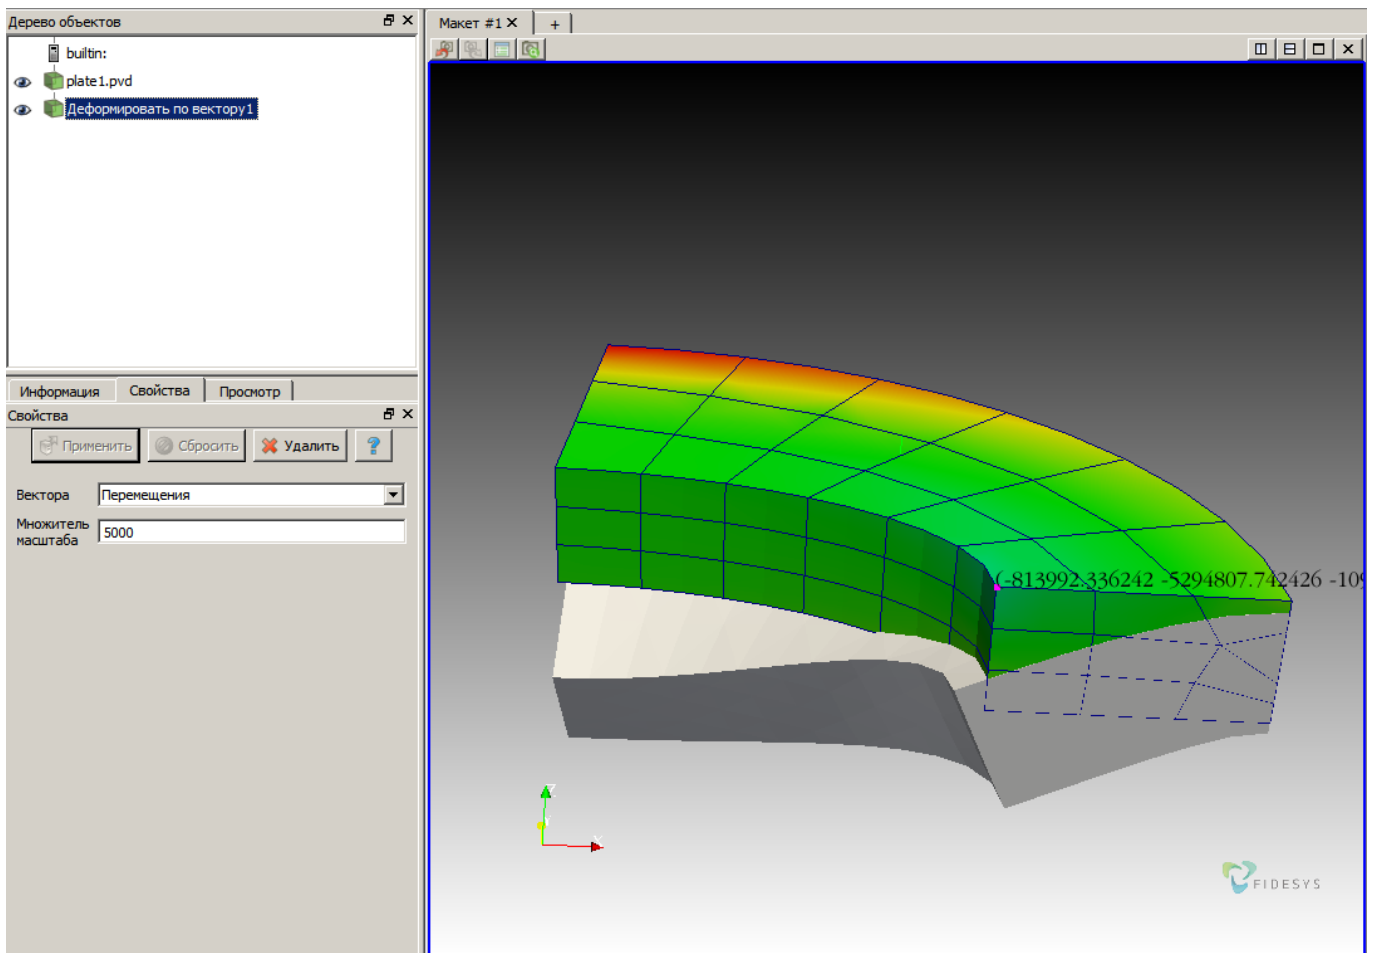 Дерево объектов
builtin:
plate1.pvd
Деформировать по вектору1
Информация
Свойства
Просмотр
Свойства
Применить
Сбросить
Удалить
?
Вектора
Перемещения
Множитель
масштаба
5000
Макет #1
+
(-813992.336242 -5294807.742426 -109
Z
Y
X
FIDESYS